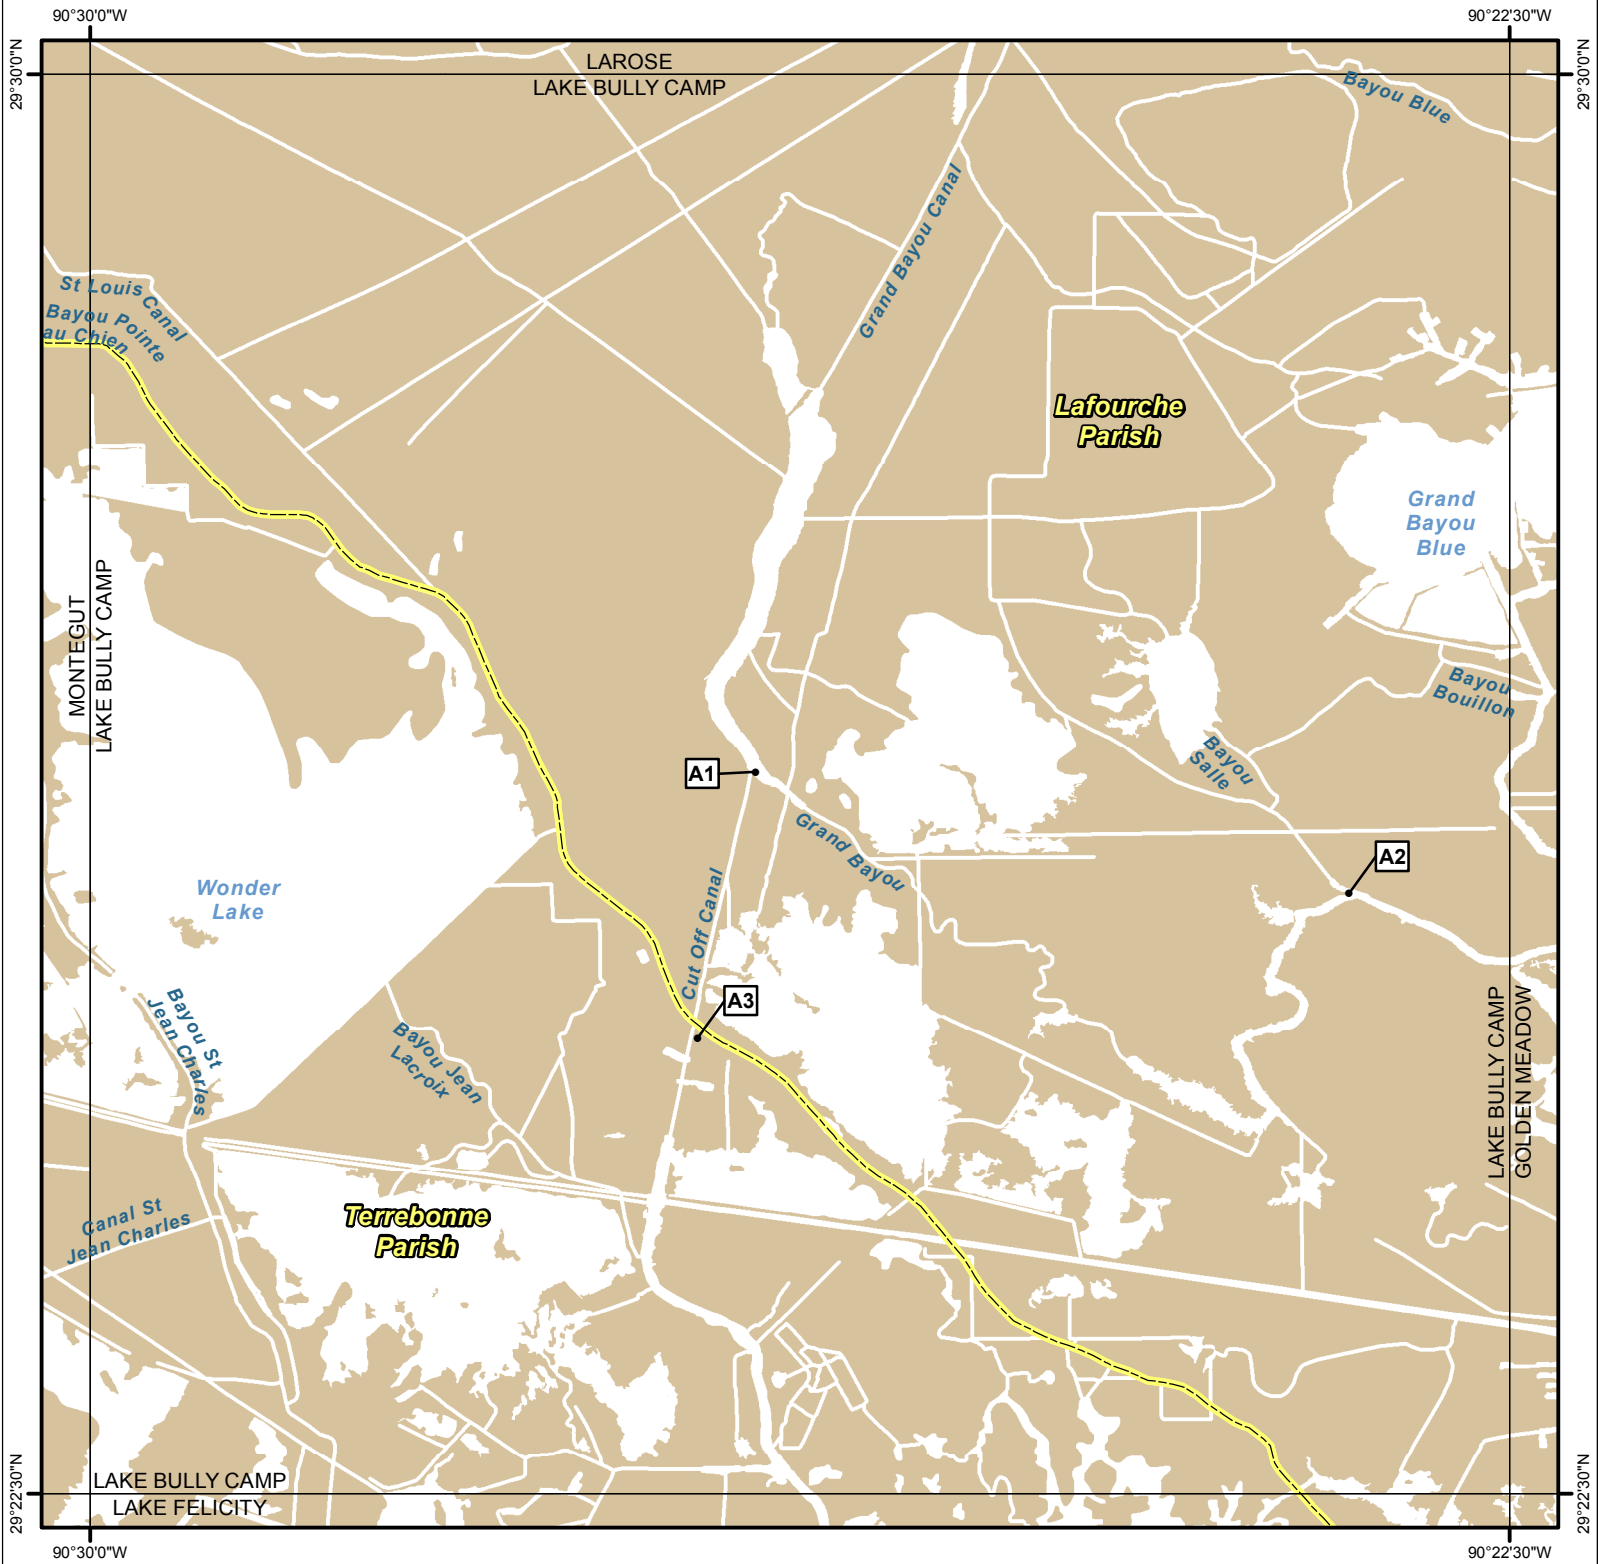 90°30'0"W
90°22'30"W
29°30'0"N
29°30'0"N
LAROSE
LAKE BULLY CAMP
Bayou Blue
Grand Bayou Canal
St Louis Canal
Bayou Pointe
au Chien
Lafourche
Parish
Grand
Bayou
Blue
MONTEGUT
LAKE BULLY CAMP
Bayou
Bouillon
Bayou
Salle
A1
Grand Bayou
A2
Wonder
Lake
Cut Off Canal
A3
Bayou St
Jean Charles
Bayou Jean
Lacroix
LAKE BULLY CAMP
GOLDEN MEADOW
Canal St
Jean Charles
Terrebonne
Parish
LAKE BULLY CAMP
LAKE FELICITY
29°22'30"N
29°22'30"N
90°30'0"W
90°22'30"W